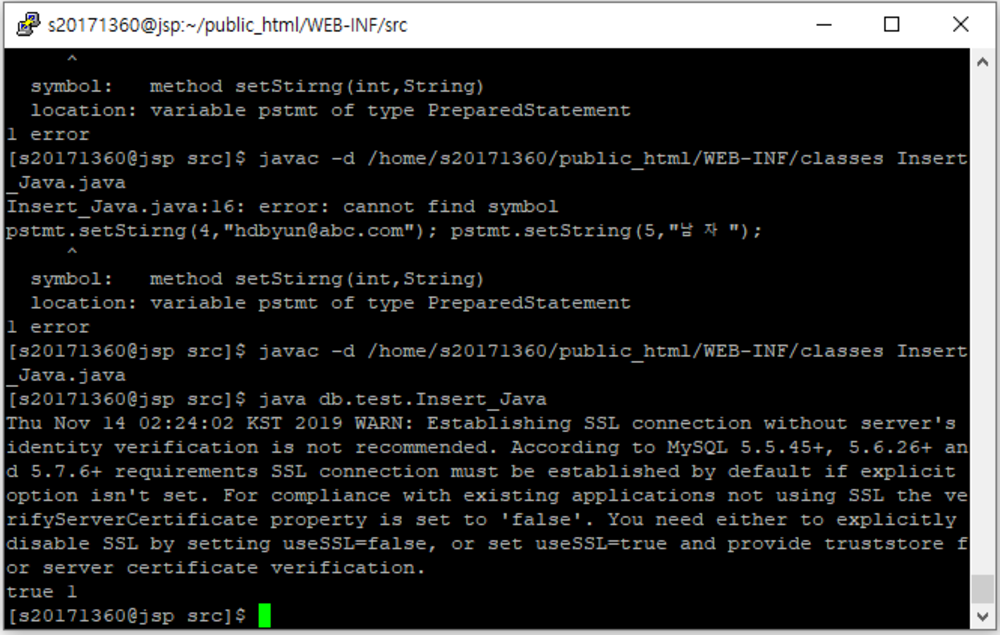 s20171360@jsp:~/public_html/WEB-INF/src
^
symbol:   method setStirng(int,String)
location: variable pstmt of type PreparedStatement
1 error
[s20171360@jsp src]$ javac -d /home/s20171360/public_html/WEB-INF/classes Insert
_Java.java
Insert_Java.java:16: error: cannot find symbol
pstmt.setStirng(4,"hdbyun@abc.com"); pstmt.setString(5,"남 자 ");
^
symbol:   method setStirng(int,String)
location: variable pstmt of type PreparedStatement
1 error
[s20171360@jsp src]$ javac -d /home/s20171360/public_html/WEB-INF/classes Insert
_Java.java
[s20171360@jsp src]$ java db.test.Insert_Java
Thu Nov 14 02:24:02 KST 2019 WARN: Establishing SSL connection without server's
identity verification is not recommended. According to MySQL 5.5.45+, 5.6.26+ an
d 5.7.6+ requirements SSL connection must be established by default if explicit
option isn't set. For compliance with existing applications not using SSL the ve
rifyServerCertificate property is set to 'false'. You need either to explicitly
disable SSL by setting useSSL=false, or set useSSL=true and provide truststore f
or server certificate verification.
true 1
[s20171360@jsp src]$